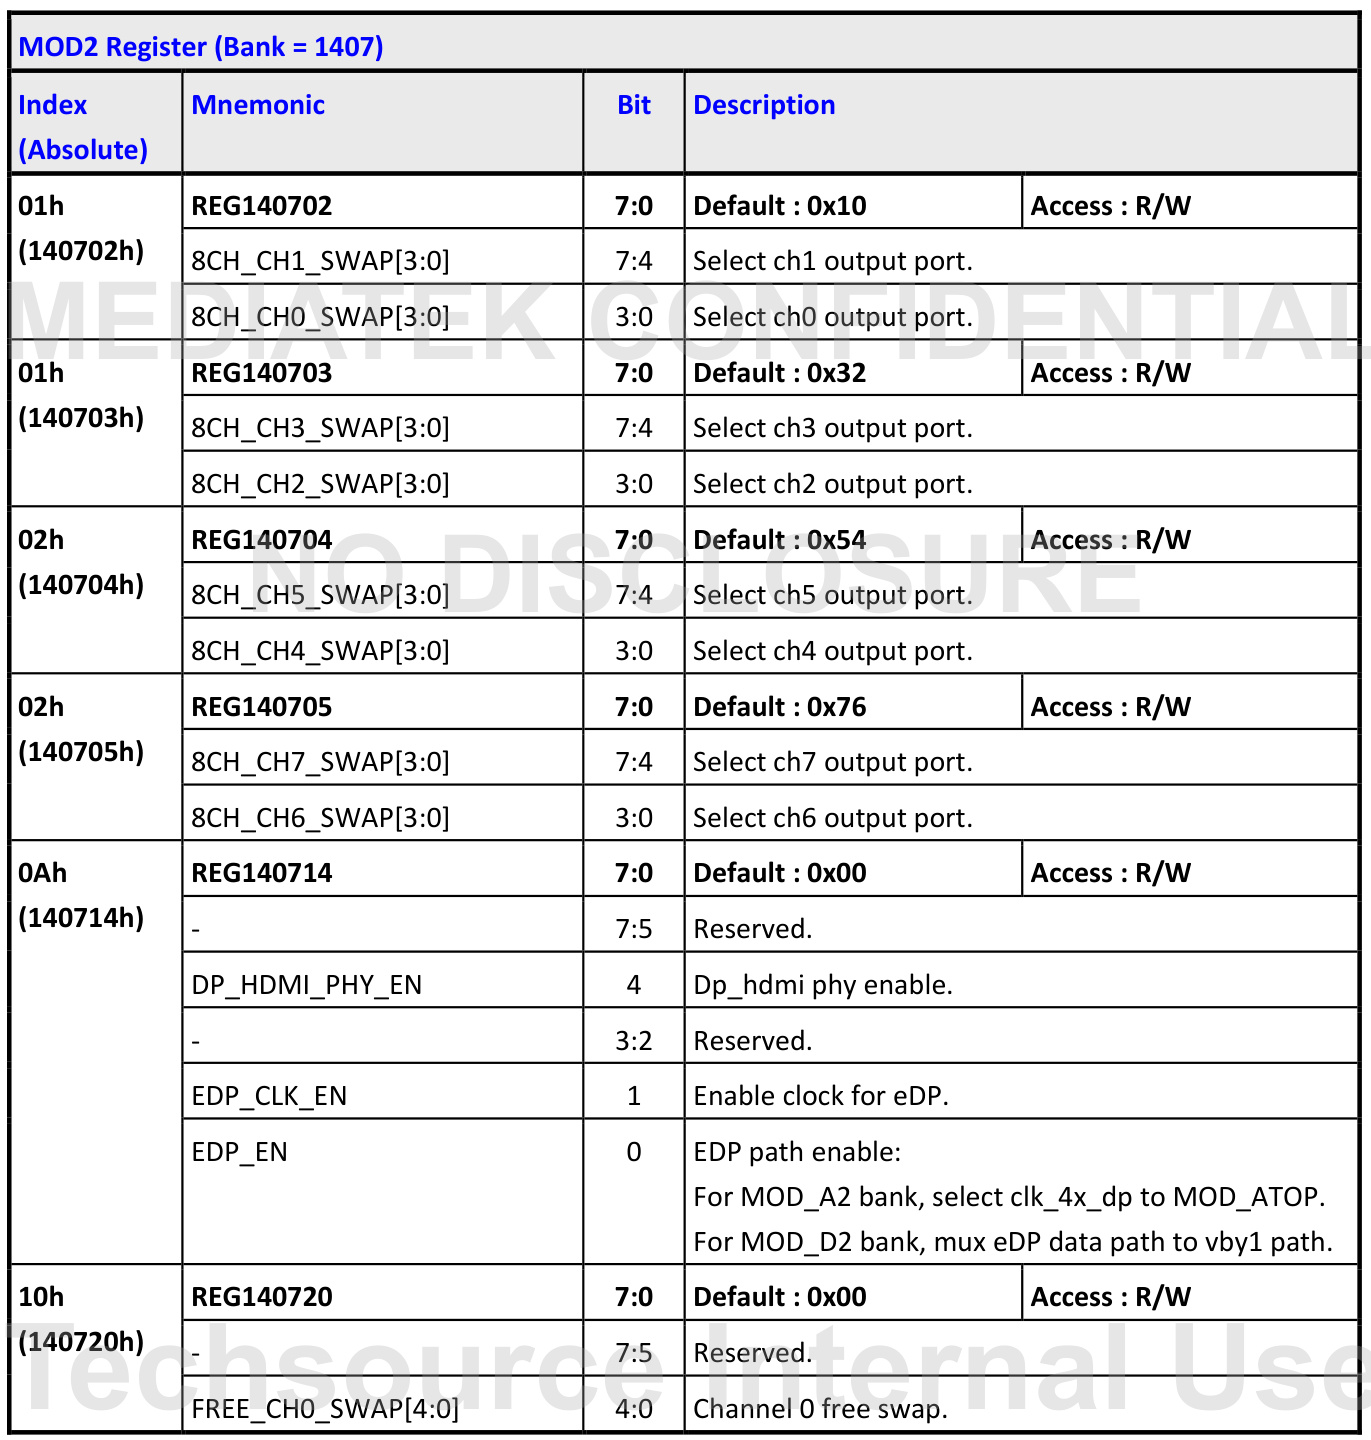 MOD2 Register (Bank = 1407)
Index (Absolute) Mnemonic Bit Description
01h (140702h) REG140702 7:0 Default : 0x10 Access : R/W
8CH_CH1_SWAP[3:0] 7:4 Select ch1 output port.
8CH_CH0_SWAP[3:0] 3:0 Select ch0 output port.
MEDIATEK CONFIDENTIAL
01h (140703h) REG140703 7:0 Default : 0x32 Access : R/W
8CH_CH3_SWAP[3:0] 7:4 Select ch3 output port.
8CH_CH2_SWAP[3:0] 3:0 Select ch2 output port.
02h (140704h) REG140704 7:0 Default : 0x54 Access : R/W
NO DISCLOSURE
8CH_CH5_SWAP[3:0] 7:4 Select ch5 output port.
8CH_CH4_SWAP[3:0] 3:0 Select ch4 output port.
02h (140705h) REG140705 7:0 Default : 0x76 Access : R/W
8CH_CH7_SWAP[3:0] 7:4 Select ch7 output port.
8CH_CH6_SWAP[3:0] 3:0 Select ch6 output port.
0Ah (140714h) REG140714 7:0 Default : 0x00 Access : R/W
- 7:5 Reserved.
DP_HDMI_PHY_EN 4 Dp_hdmi phy enable.
- 3:2 Reserved.
EDP_CLK_EN 1 Enable clock for eDP.
EDP_EN 0 EDP path enable:
For MOD_A2 bank, select clk_4x_dp to MOD_ATOP.
For MOD_D2 bank, mux eDP data path to vby1 path.
10h (140720h) REG140720 7:0 Default : 0x00 Access : R/W
- 7:5 Reserved.
Techsource Internal Use
FREE_CH0_SWAP[4:0] 4:0 Channel 0 free swap.